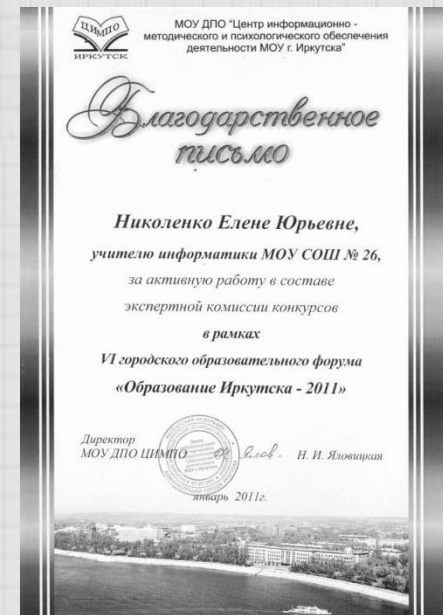 ЦИМПО
ИРКУТСК
МОУ ДПО "Центр информационно -
методического и психологического обеспечения
деятельности МОУ г. Иркутска"
Благодарственное
письмо
Николенко Елене Юрьевне,
учителю информатики МОУ СОШ № 26,
за активную работу в составе
экспертной комиссии конкурсов
в рамках
VI городского образовательного форума
«Образование Иркутска - 2011»
Директор
МОУ ДПО ЦИМПО Н. И. Яловицкая
январь 2011г.